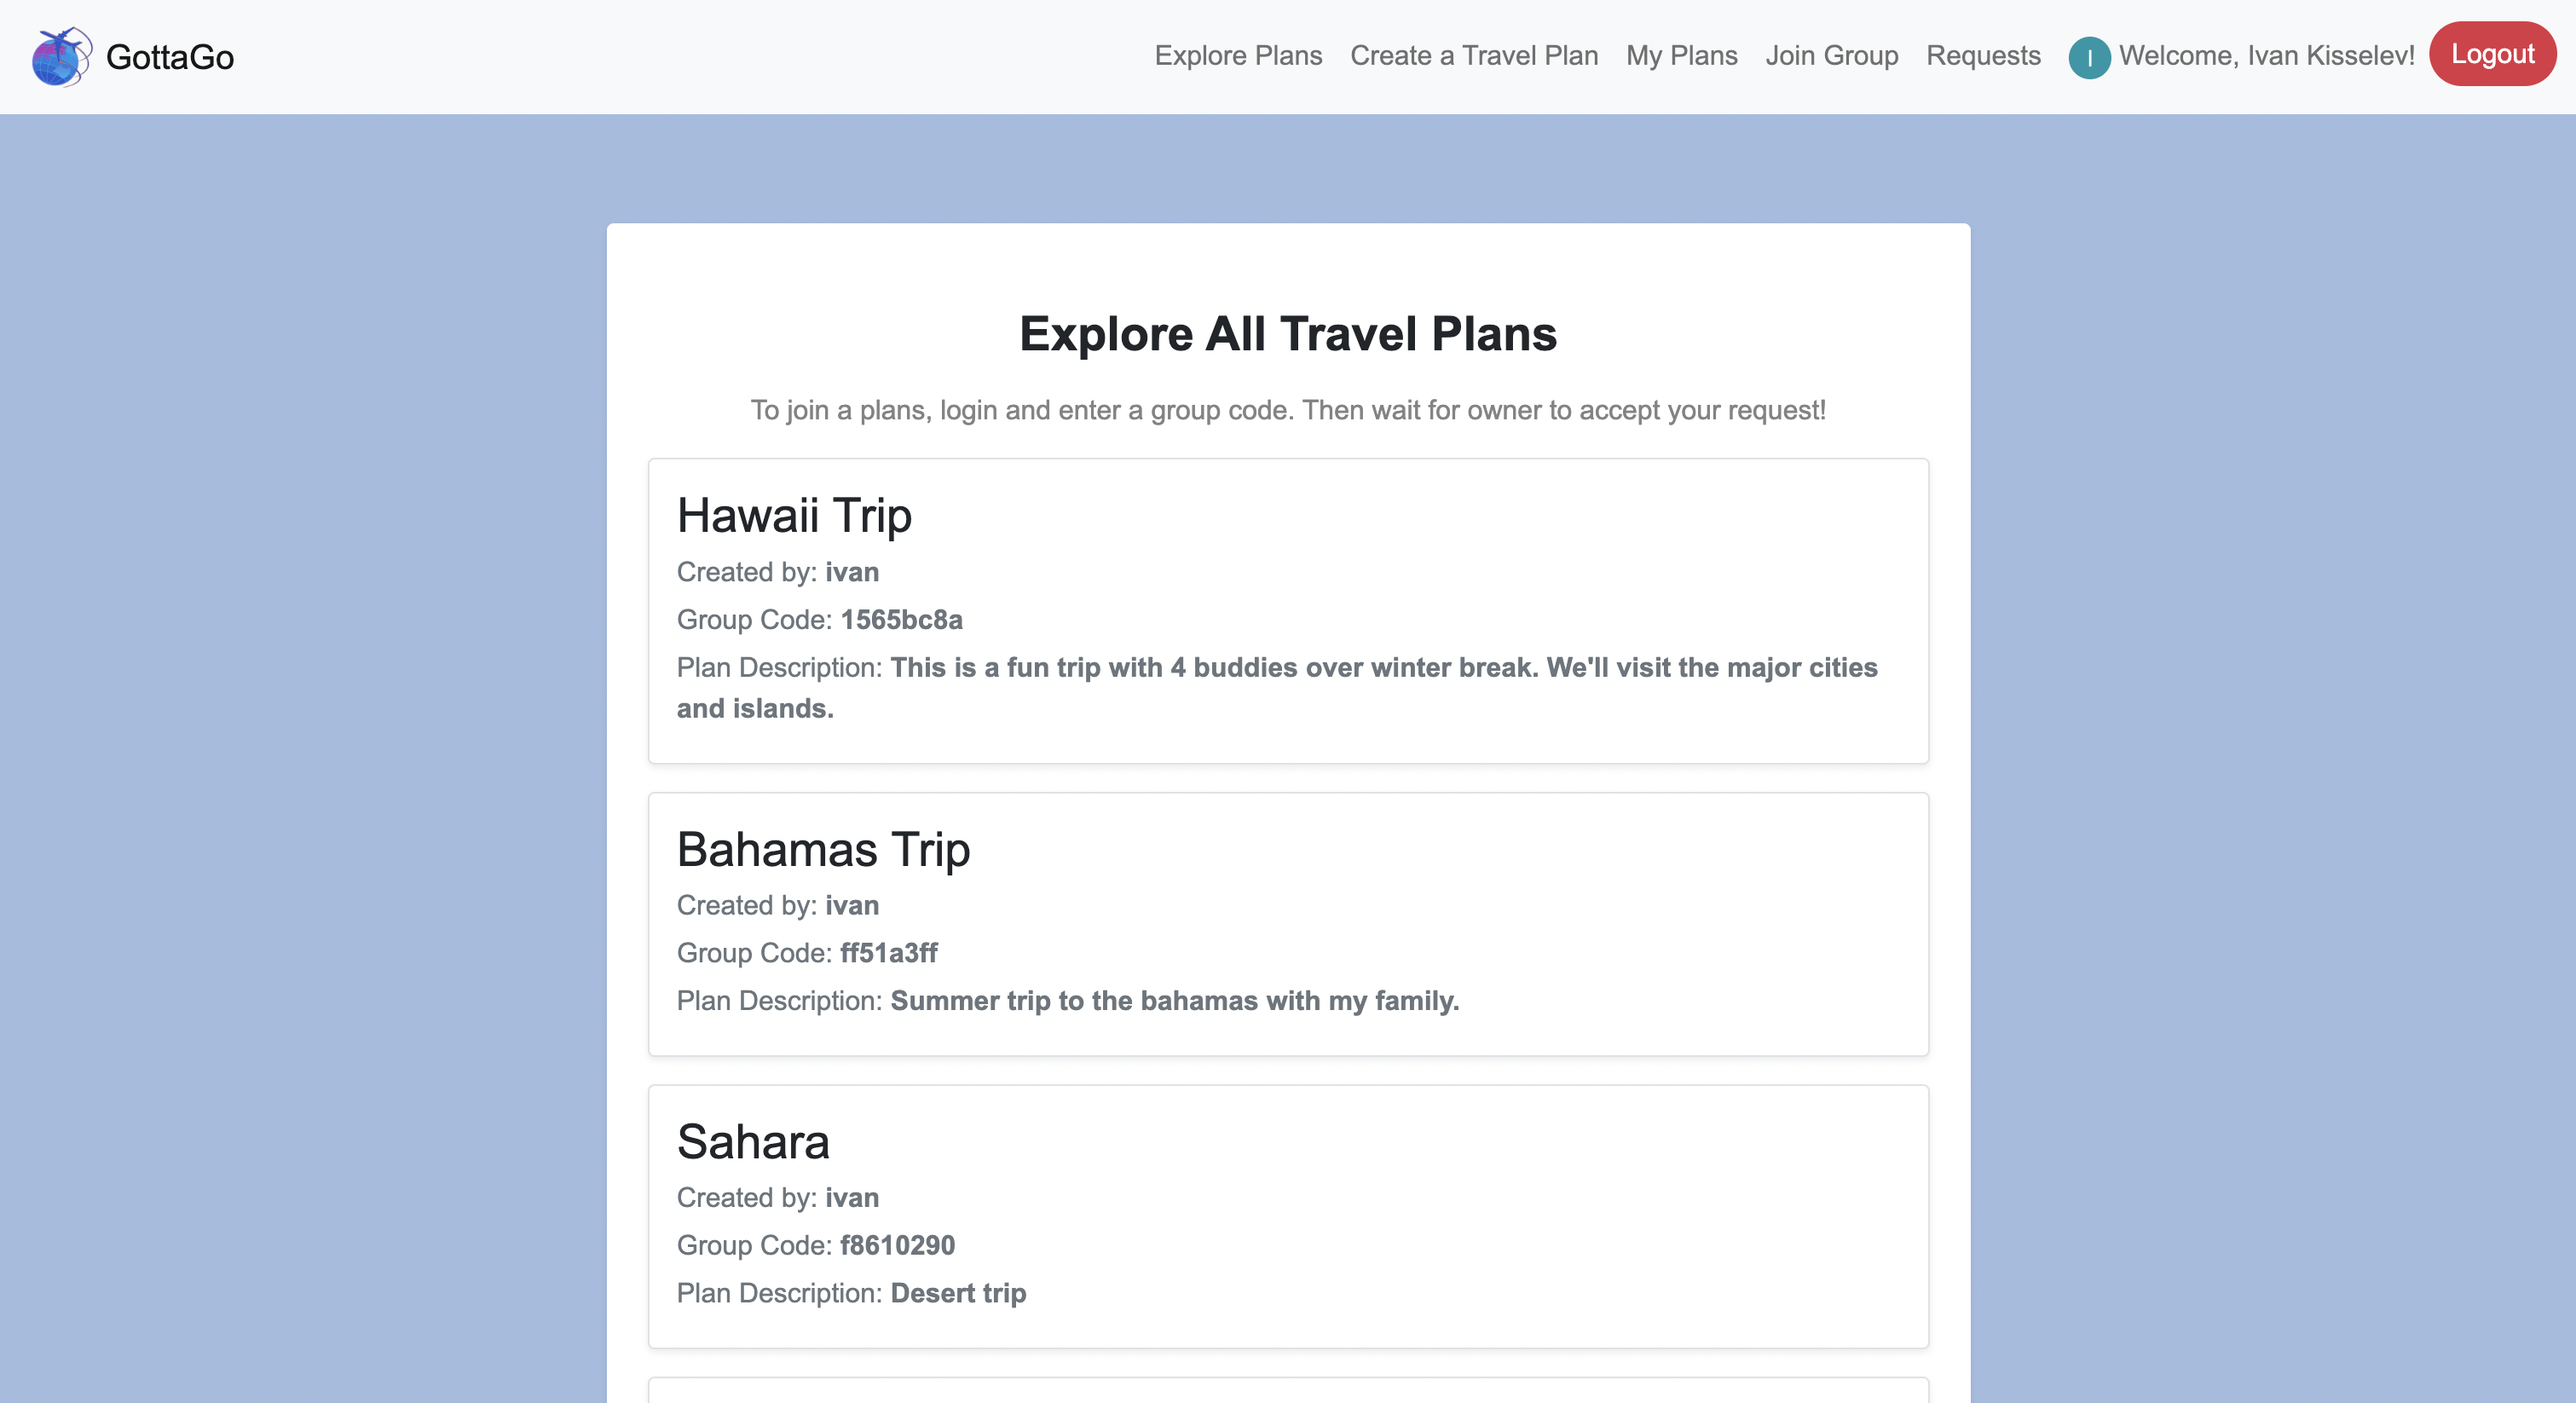 GottaGo
Explore Plans
Create a Travel Plan
My Plans
Join Group
Requests
I
Welcome, Ivan Kisselev!
Logout
Explore All Travel Plans
To join a plans, login and enter a group code. Then wait for owner to accept your request!
Hawaii Trip
Created by: ivan
Group Code: 1565bc8a
Plan Description: This is a fun trip with 4 buddies over winter break. We'll visit the major cities
and islands.
Bahamas Trip
Created by: ivan
Group Code: ff51a3ff
Plan Description: Summer trip to the bahamas with my family.
Sahara
Created by: ivan
Group Code: f8610290
Plan Description: Desert trip